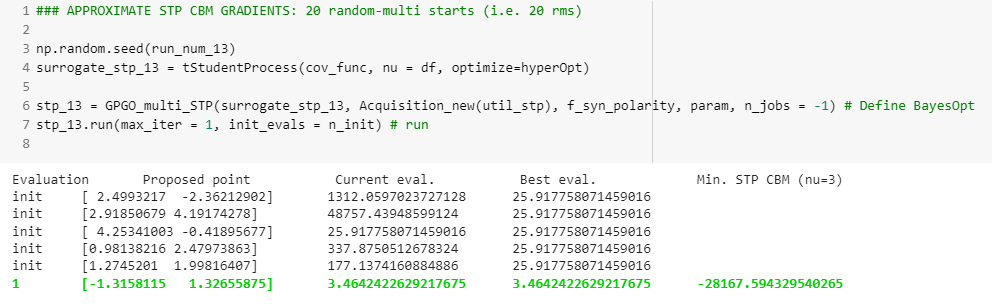 1 ### APPROXIMATE STP CBM GRADIENTS: 20 random-multi starts (i.e. 20 rms)
2
3 np.random.seed(run_num_13)
4 surrogate_stp_13 = tStudentProcess(cov_func, nu = df, optimize=hyperOpt)
5
6 stp_13 = GPGO_multi_STP(surrogate_stp_13, Acquisition_new(util_stp), f_syn_polarity, param, n_jobs = -1) # Define BayesOpt
7 stp_13.run(max_iter = 1, init_evals = n_init) # run
8
Evaluation Proposed point Current eval. Best eval. Min. STP CBM (nu=3)
init [ 2.4993217 -2.36212902] 1312.0597023727128 25.917758071459016
init [2.91850679 4.19174278] 48757.43948599124 25.917758071459016
init [ 4.25341003 -0.41895677] 25.917758071459016 25.917758071459016
init [0.98138216 2.47973863] 337.8750512678324 25.917758071459016
init [1.2745201 1.99816407] 177.1374160884886 25.917758071459016
1 [-1.3158115 1.32655875] 3.4642422629217675 3.4642422629217675 -28167.594329540265